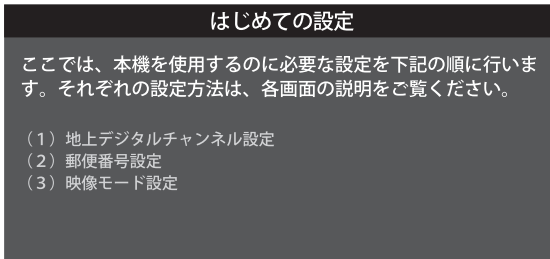 はじめての設定
ここでは、本機を使用するのに必要な設定を下記の順に行いま
す。それぞれの設定方法は、各画面の説明をご覧ください。
（1）地上デジタルチャンネル設定
（2）郵便番号設定
（3）映像モード設定